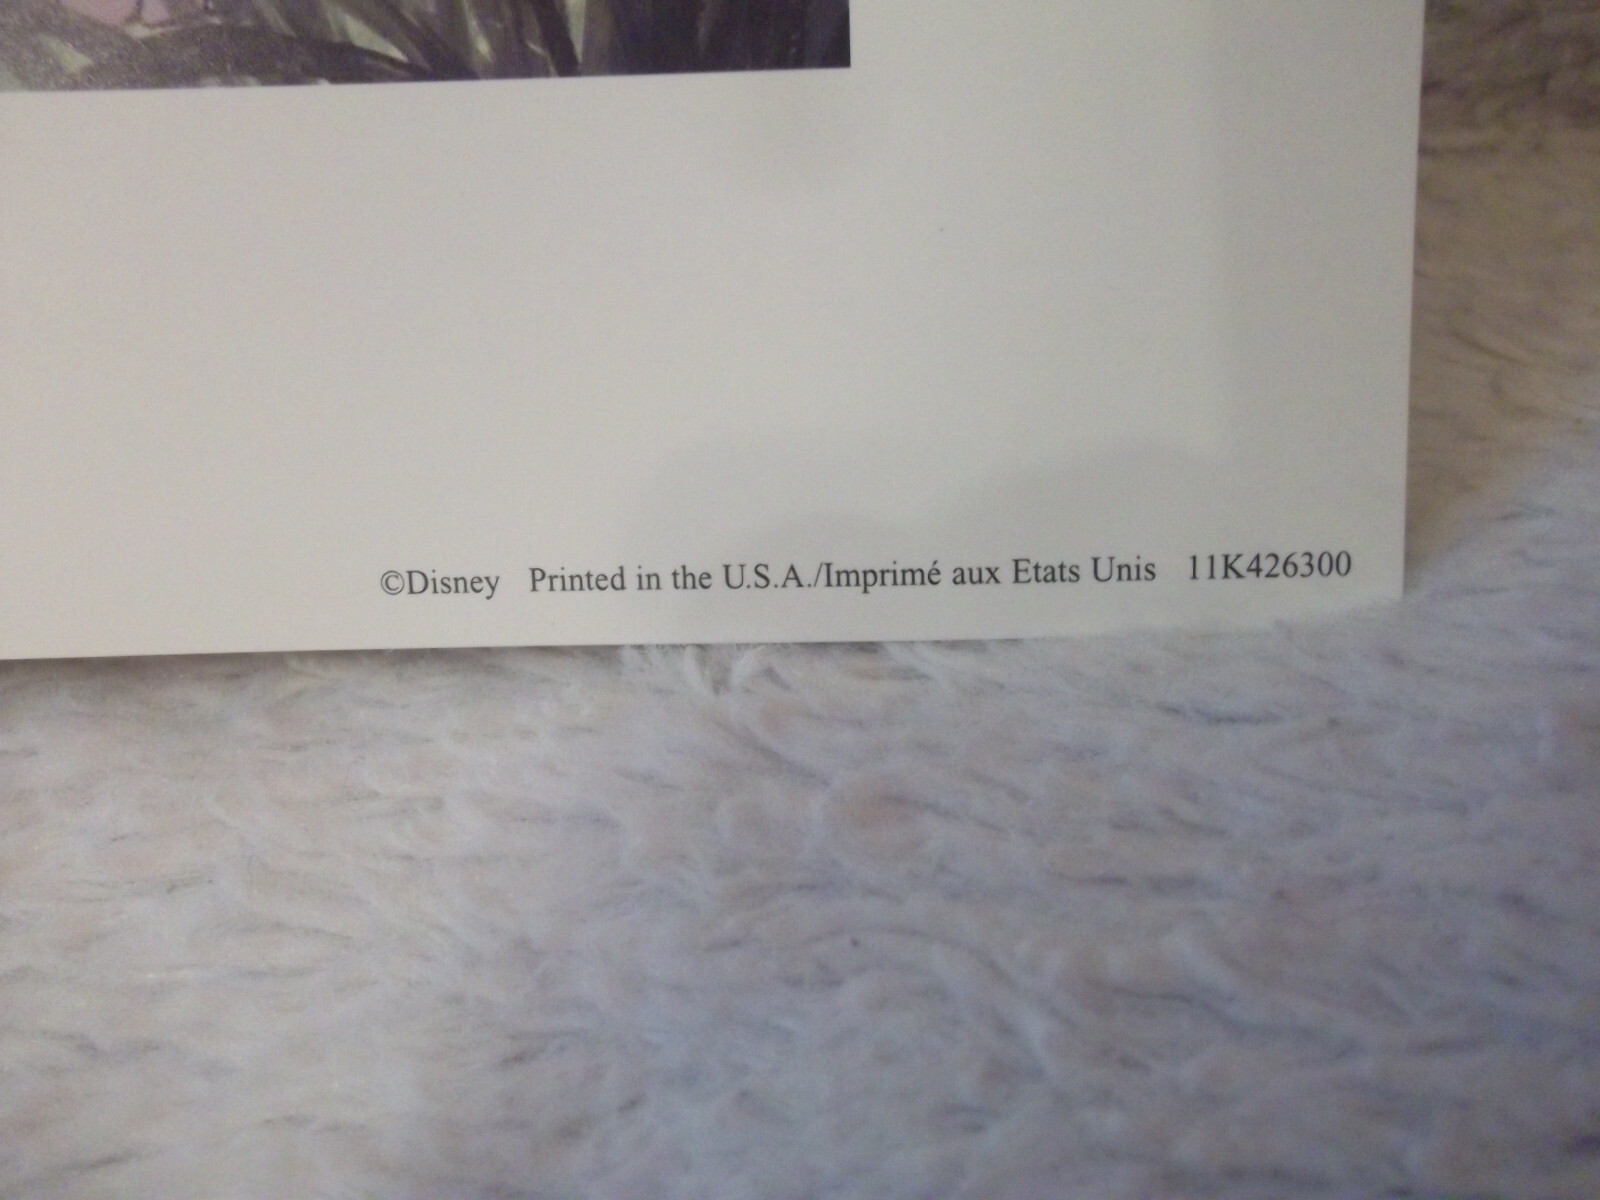 ©Disney Printed in the U.S.A./Imprimé aux Etats Unis 11K426300